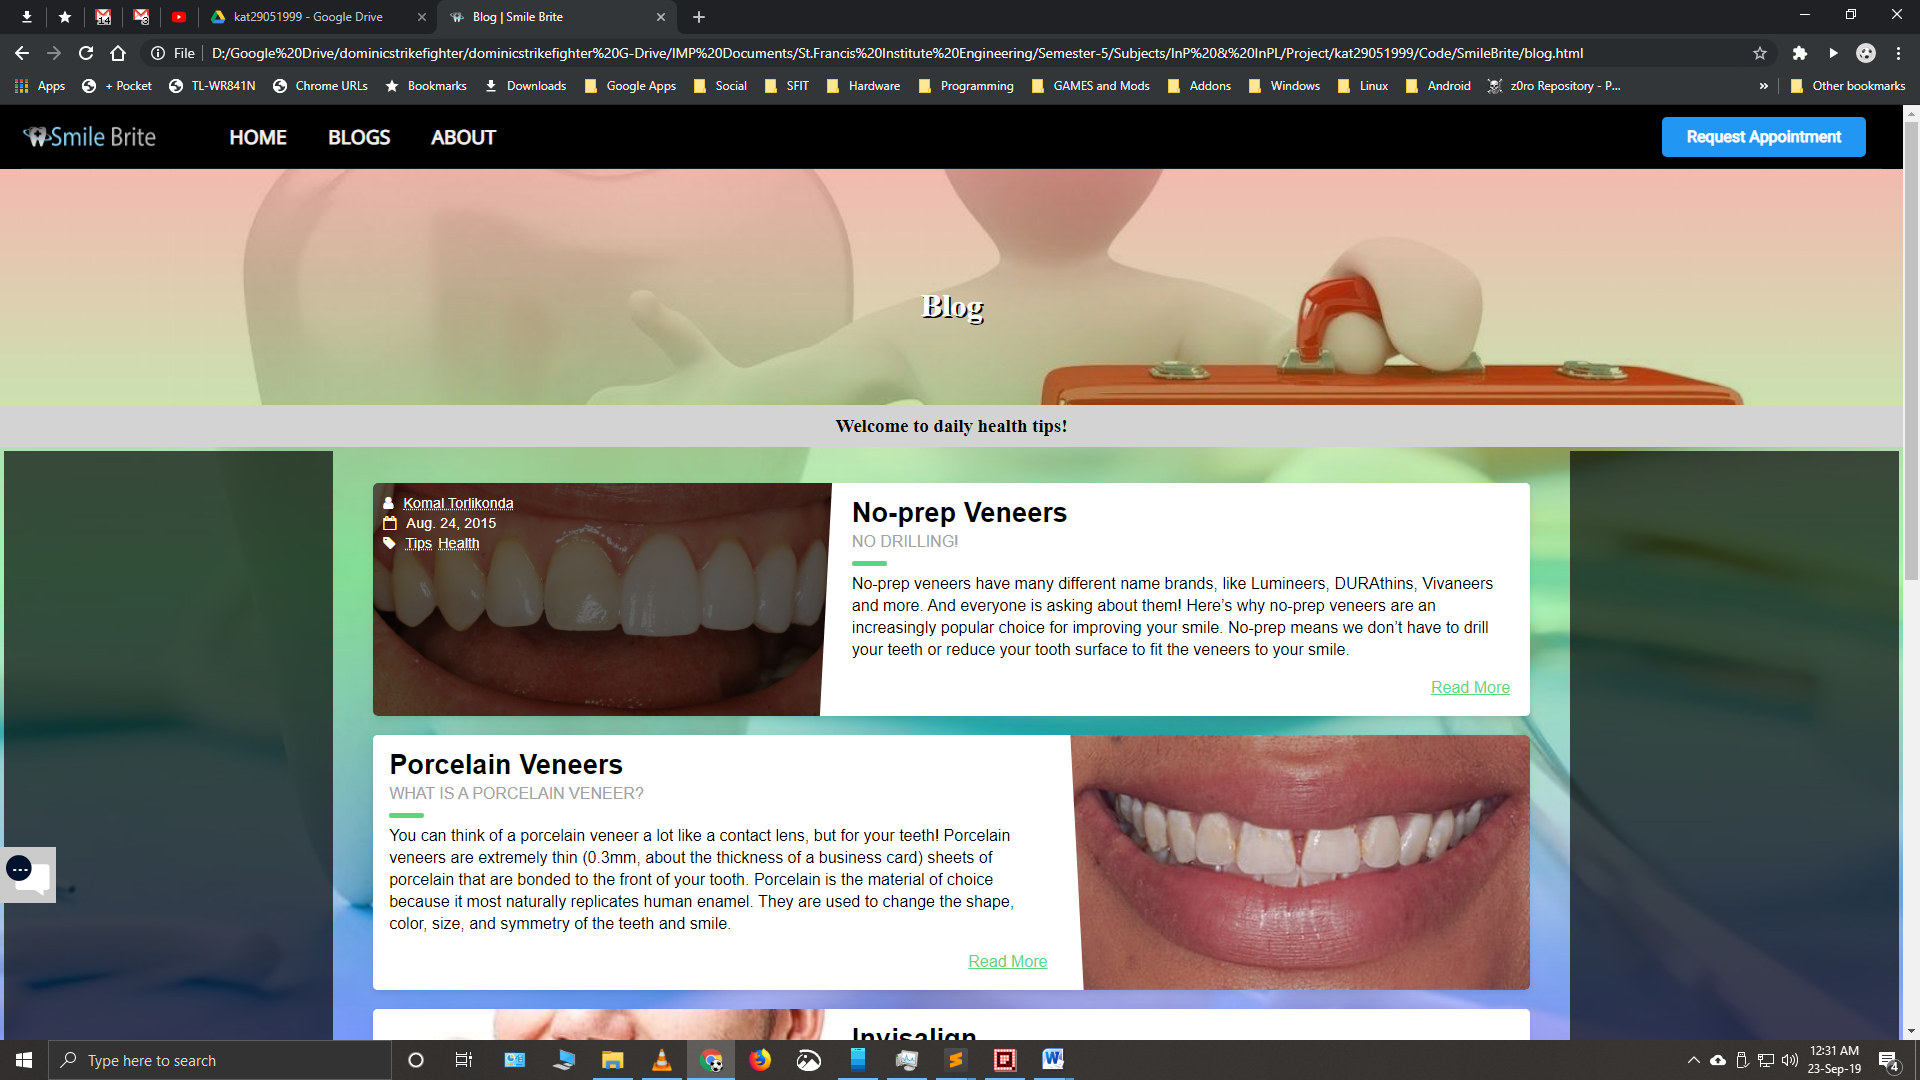 kat29051999 - Google Drive
Blog | Smile Brite
File
D:/Google%20Drive/dominicstrikefighter/dominicstrikefighter%20G-Drive/IMP%20Documents/St.Francis%20Institute%20Engineering/Semester-5/Subjects/InP%20&%20InPL/Project/kat29051999/Code/SmileBrite/blog.html
Apps + Pocket TL-WR841N Chrome URLs Bookmarks Downloads Google Apps Social SFIT Hardware Programming GAMES and Mods Addons Windows Linux Android z0ro Repository - P... » Other bookmarks
Smile Brite HOME BLOGS ABOUT Request Appointment
Blog
Welcome to daily health tips!
Komal Torlikonda
Aug. 24, 2015
Tips Health
No-prep Veneers
NO DRILLING!
No-prep veneers have many different name brands, like Lumineers, DURAthins, Vivaneers
and more. And everyone is asking about them! Here’s why no-prep veneers are an
increasingly popular choice for improving your smile. No-prep means we don’t have to drill
your teeth or reduce your tooth surface to fit the veneers to your smile.
Read More
Porcelain Veneers
WHAT IS A PORCELAIN VENEER?
You can think of a porcelain veneer a lot like a contact lens, but for your teeth! Porcelain
veneers are extremely thin (0.3mm, about the thickness of a business card) sheets of
porcelain that are bonded to the front of your tooth. Porcelain is the material of choice
because it most naturally replicates human enamel. They are used to change the shape,
color, size, and symmetry of the teeth and smile.
Read More
Invisalign
Type here to search
12:31 AM
23-Sep-19
4